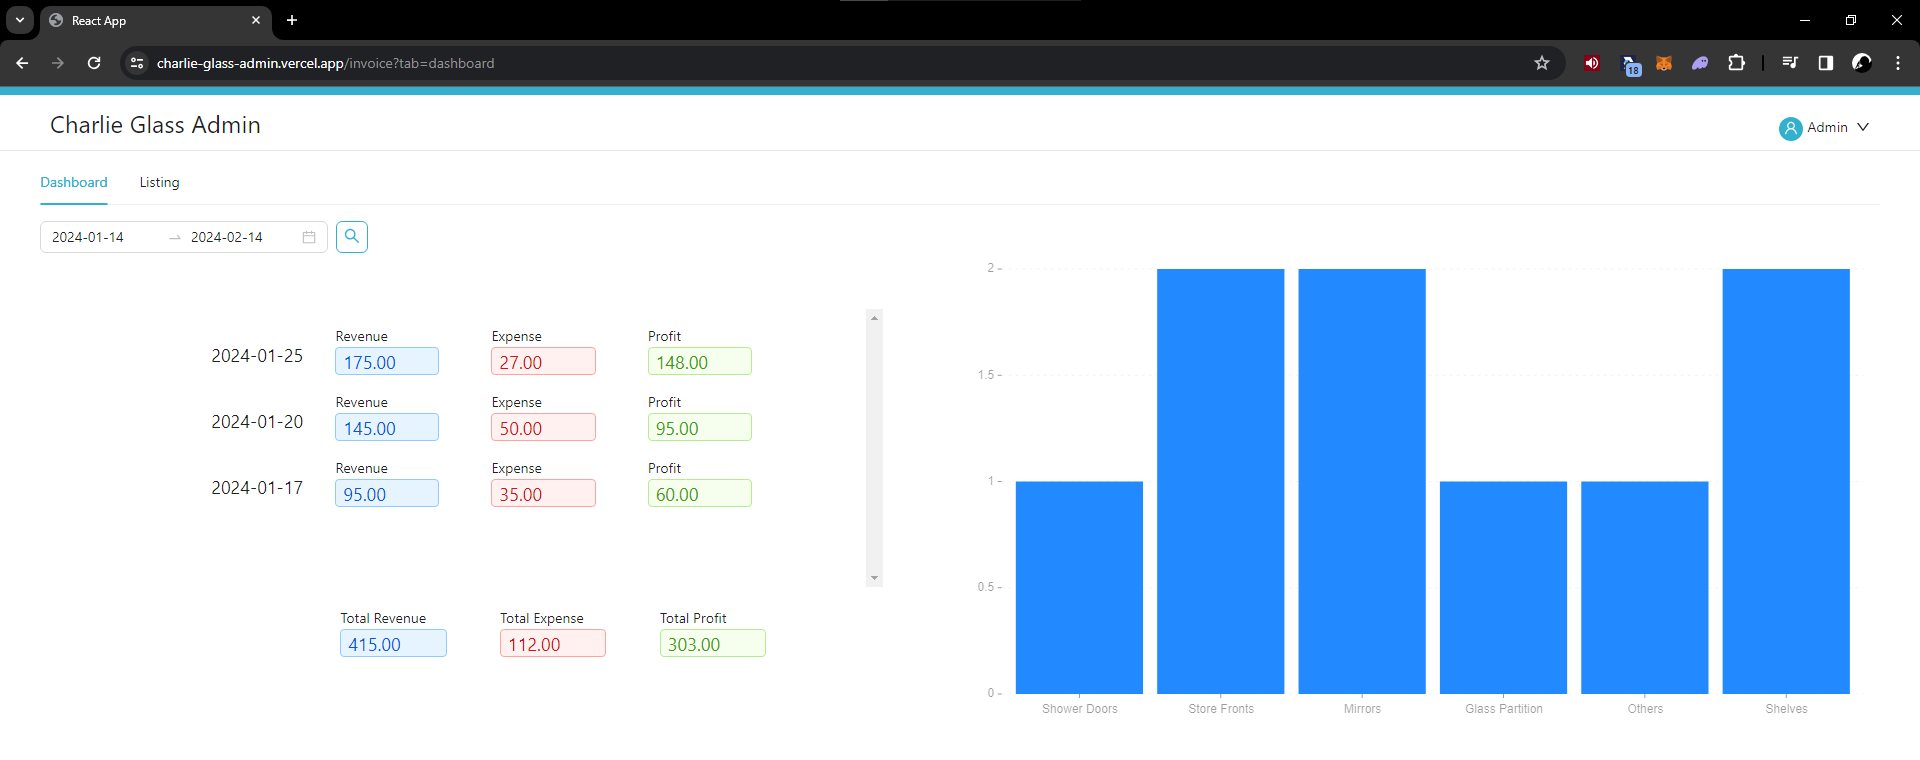 React App
charlie-glass-admin.vercel.app/invoice?tab=dashboard
18
Charlie Glass Admin
Admin
Dashboard Listing
2024-01-14 2024-02-14
Revenue Expense Profit
2024-01-25 175.00 27.00 148.00
Revenue Expense Profit
2024-01-20 145.00 50.00 95.00
Revenue Expense Profit
2024-01-17 95.00 35.00 60.00
Total Revenue Total Expense Total Profit
415.00 112.00 303.00
2
1.5
1
0.5
0
Shower Doors Store Fronts Mirrors Glass Partition Others Shelves